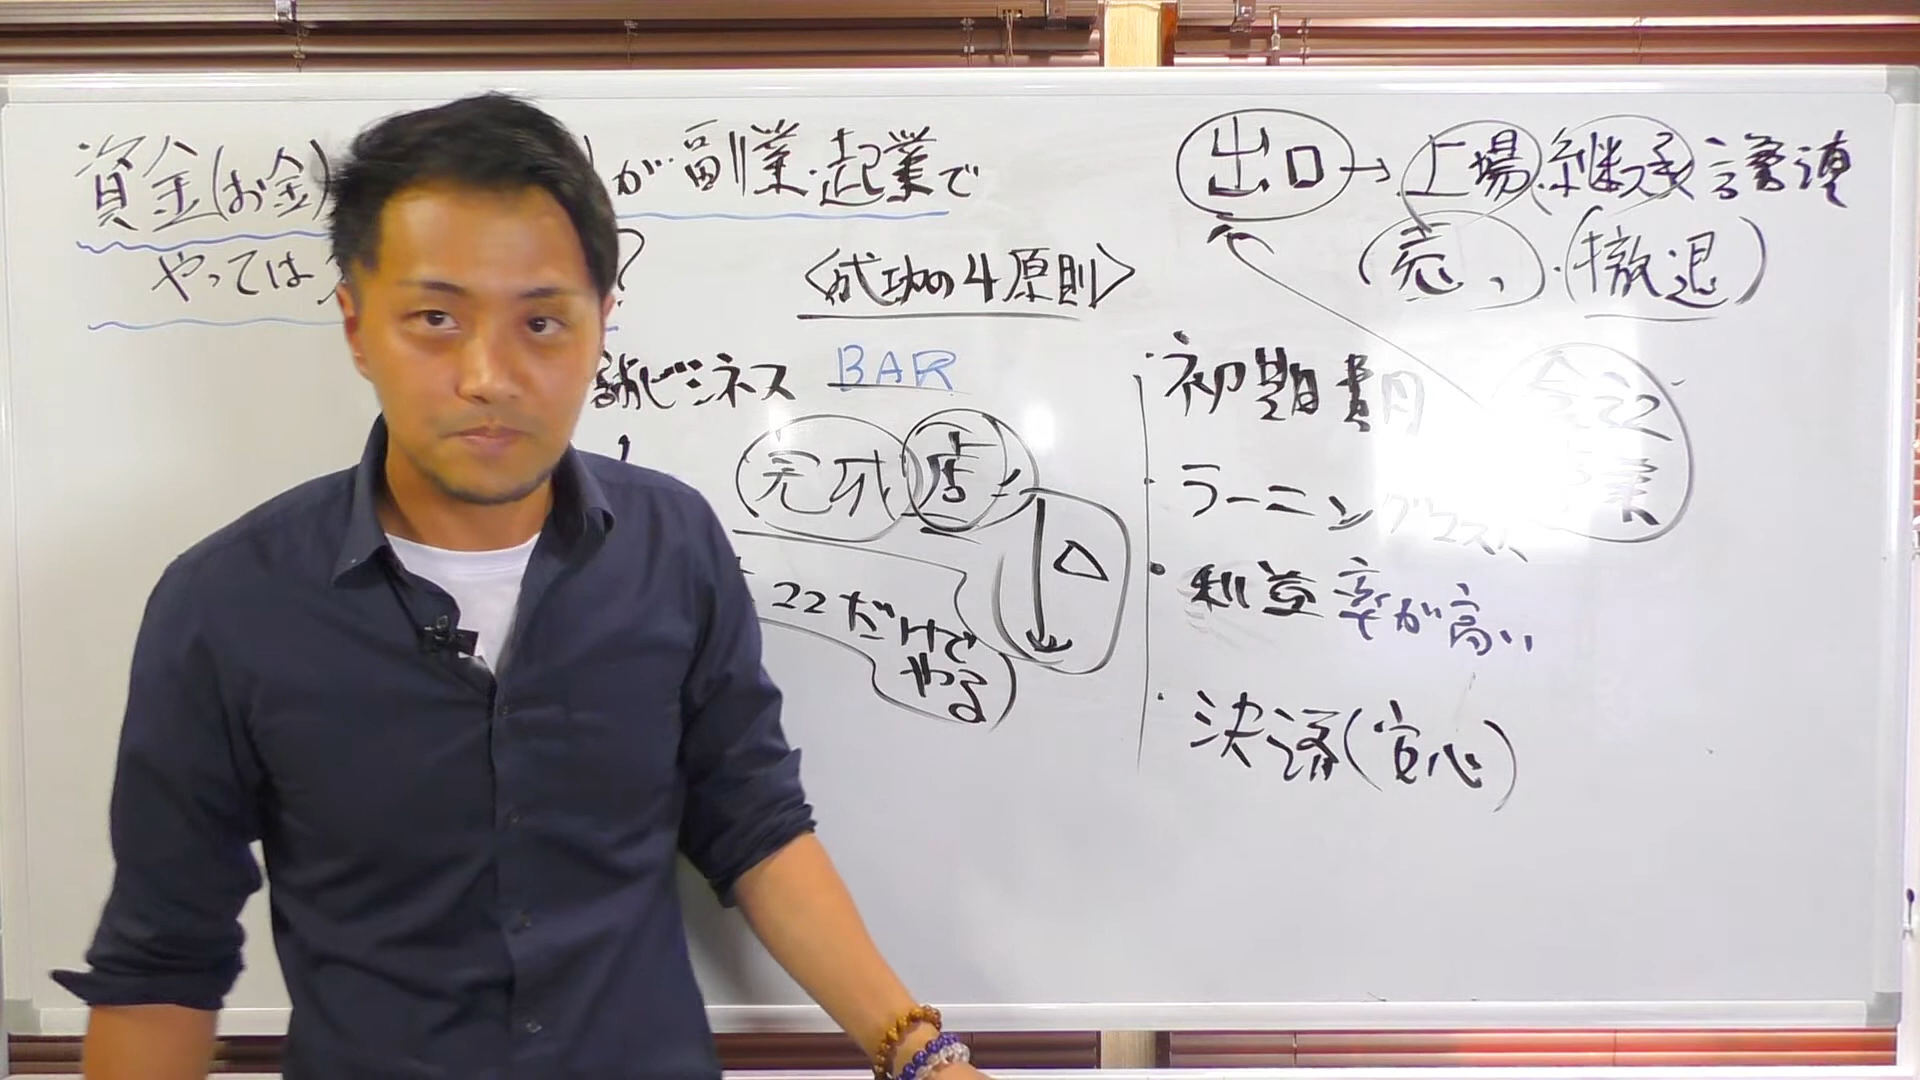 資金(お金)が副業・起業で
やっては?
<成功の4原則>
ビジネス BAR
完成店
22だけで
やる
出口→上場 継承 譲渡
(売)・(撤退)
・初期費用
・ラーニングコスト
・利益率が高い
・決済(安心)